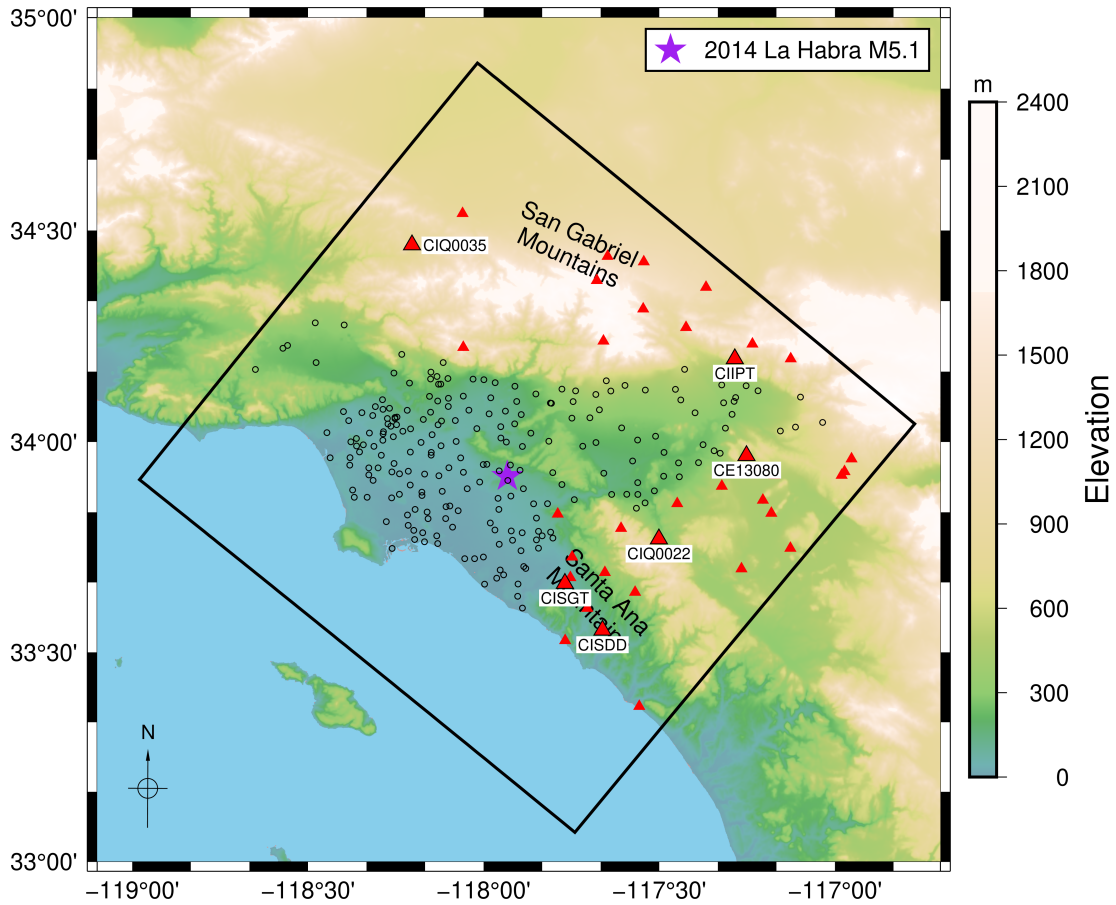 35°00'
34°30'
34°00'
33°30'
33°00'
−119°00'
−118°30'
−118°00'
−117°30'
−117°00'
2014 La Habra M5.1
San Gabriel
Mountains
CIQ0035
CIIPT
CE13080
CIQ0022
Santa Ana
CISGT
CISDD
N
m
2400
2100
1800
1500
1200
900
600
300
0
Elevation